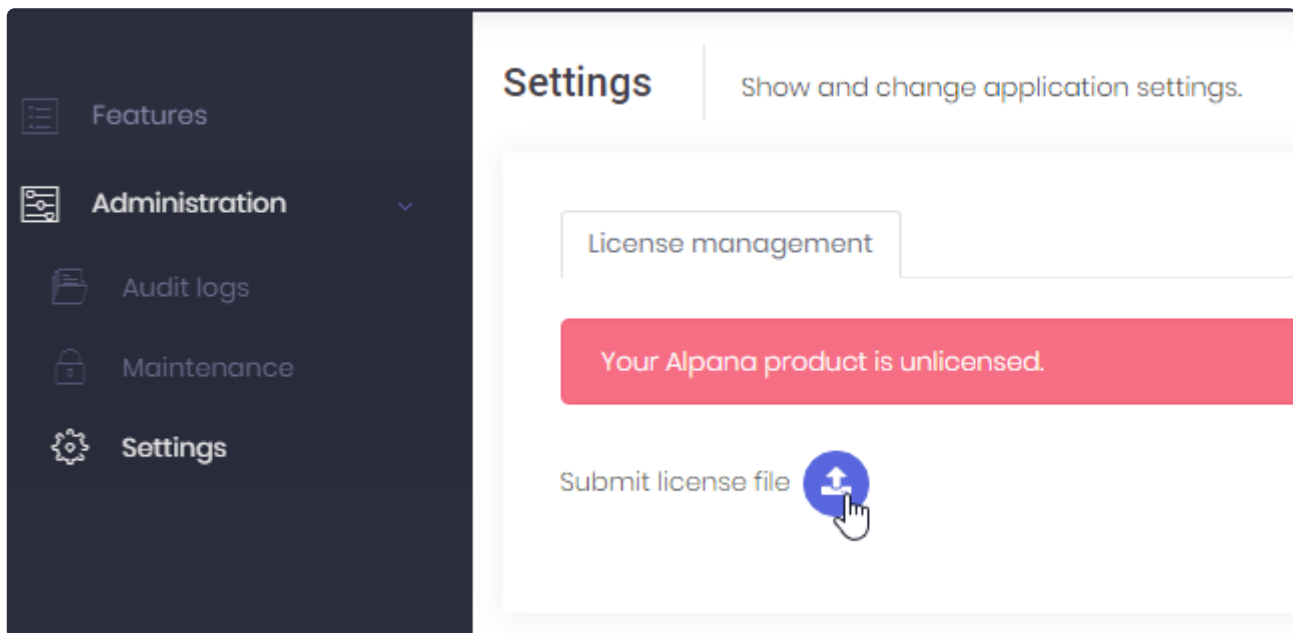 Features
Administration
Audit logs
Maintenance
Settings
Settings
Show and change application settings.
License management
Your Alpana product is unlicensed.
Submit license file